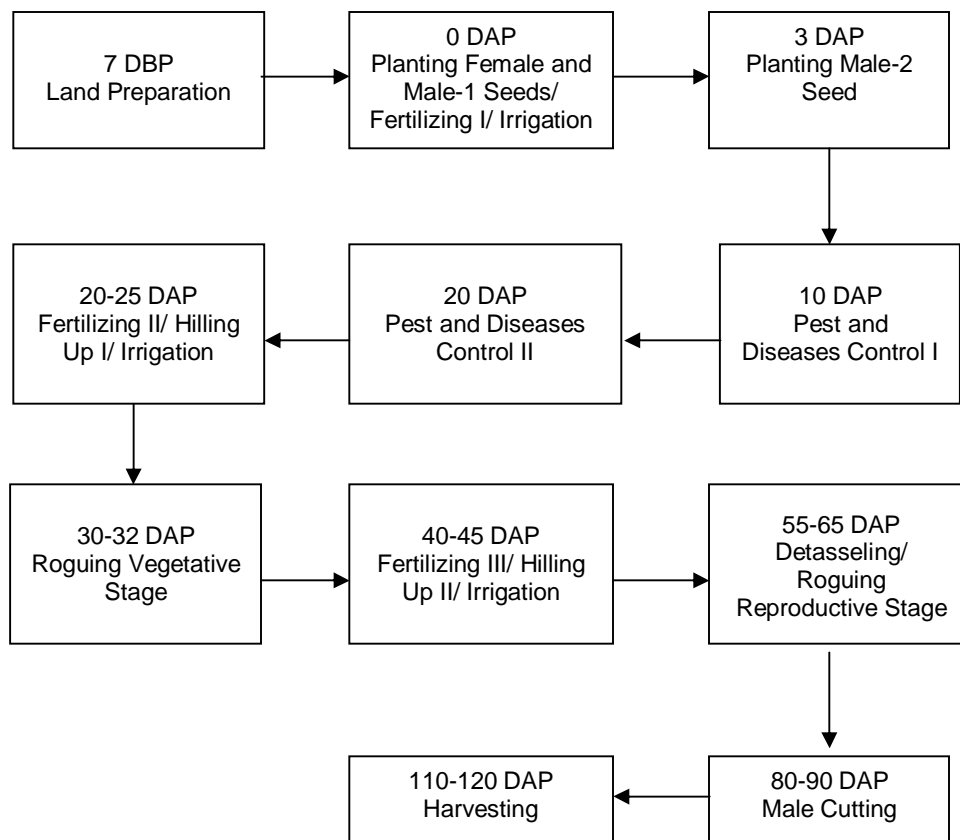 7 DBP
Land Preparation
0 DAP
Planting Female and
Male-1 Seeds/
Fertilizing I/ Irrigation
3 DAP
Planting Male-2
Seed
10 DAP
Pest and
Diseases Control I
20 DAP
Pest and Diseases
Control II
20-25 DAP
Fertilizing II/ Hilling
Up I/ Irrigation
30-32 DAP
Roguing Vegetative
Stage
40-45 DAP
Fertilizing III/ Hilling
Up II/ Irrigation
55-65 DAP
Detasseling/
Roguing
Reproductive Stage
80-90 DAP
Male Cutting
110-120 DAP
Harvesting